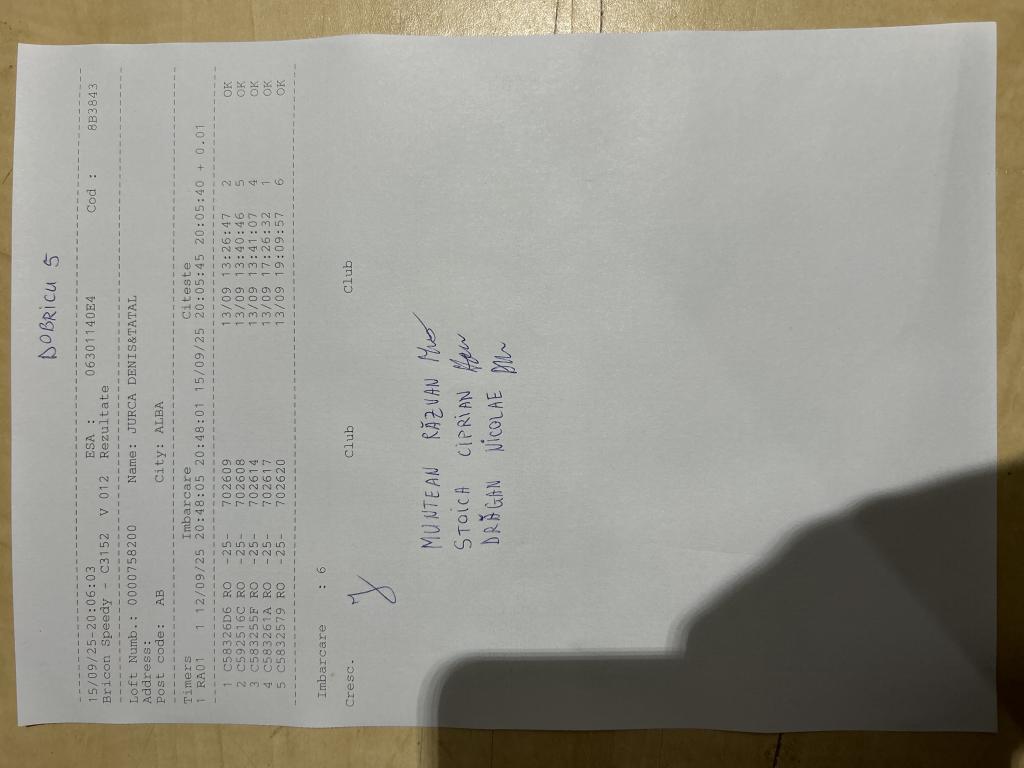 DOBRICU 5
15/09/25-20:06:03 ESA : 06301140E4 Cod : 8B3843
Bricon Speedy - C3152 V 012 Rezultate
Loft Numb.: 0000758200 Name: JURCA DENIS&TATAL
Address:
Post code: AB City: ALBA
Timers Imbarcare Citeste
1 RA01 1 12/09/25 20:48:05 20:48:01 15/09/25 20:05:45 20:05:40 + 0.01
1 C58326D6 RO -25- 702609 13/09 13:26:47 2 OK
2 C592516C RO -25- 702608 13/09 13:40:46 5 OK
3 C583255F RO -25- 702614 13/09 13:41:07 4 OK
4 C583261A RO -25- 702617 13/09 17:26:32 1 OK
5 C5832579 RO -25- 702620 13/09 19:09:57 6 OK
Imbarcare : 6
Cresc. Club Club
MUNTEAN RĂZVAN
STOICA CIPRIAN
DRĂGAN NICOLAE